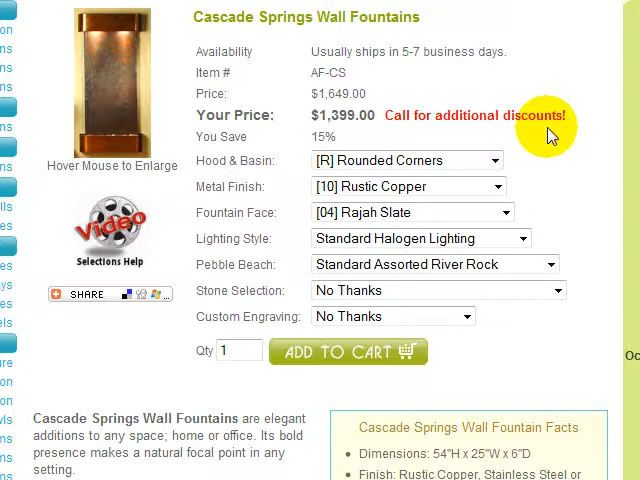 Cascade Springs Wall Fountains
Availability Usually ships in 5-7 business days.
Item # AF-CS
Price: $1,649.00
Your Price: $1,399.00 Call for additional discounts!
You Save 15%
Hood & Basin: [R] Rounded Corners
Metal Finish: [10] Rustic Copper
Fountain Face: [04] Rajah Slate
Lighting Style: Standard Halogen Lighting
Pebble Beach: Standard Assorted River Rock
Stone Selection: No Thanks
Custom Engraving: No Thanks
Qty 1 ADD TO CART
Hover Mouse to Enlarge
Video
Selections Help
SHARE
Cascade Springs Wall Fountains are elegant
additions to any space; home or office. Its bold
presence makes a natural focal point in any
setting.
Cascade Springs Wall Fountain Facts
Dimensions: 54"H x 25"W x 6"D
Finish: Rustic Copper, Stainless Steel or
Oc